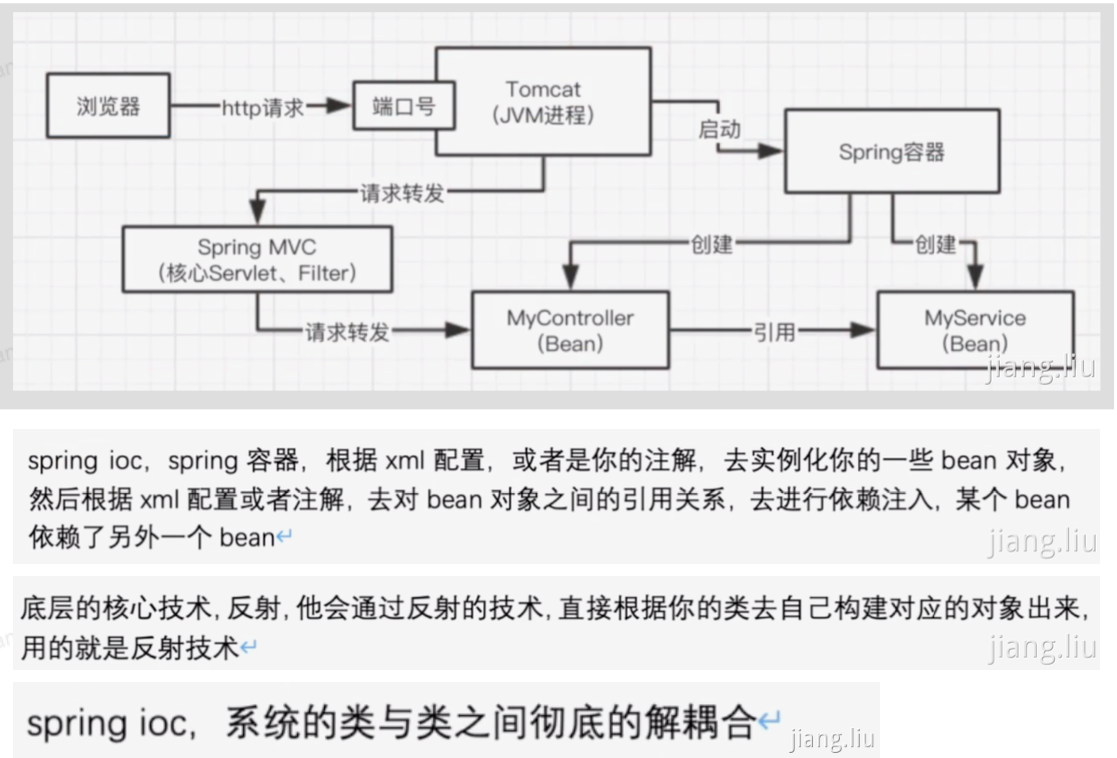 浏览器
http请求
端口号
Tomcat
（JVM进程）
启动
Spring容器
请求转发
创建
创建
Spring MVC
（核心Servlet、Filter）
请求转发
MyController
（Bean）
引用
MyService
（Bean）
jiang.liu
spring ioc，spring 容器，根据 xml 配置，或者是你的注解，去实例化你的一些 bean 对象，
然后根据 xml 配置或者注解，去对 bean 对象之间的引用关系，去进行依赖注入，某个 bean
依赖了另外一个 bean↵
jiang.liu
底层的核心技术，反射，他会通过反射的技术，直接根据你的类去自己构建对应的对象出来，
用的就是反射技术↵
jiang.liu
spring ioc，系统的类与类之间彻底的解耦合↵
jiang.liu